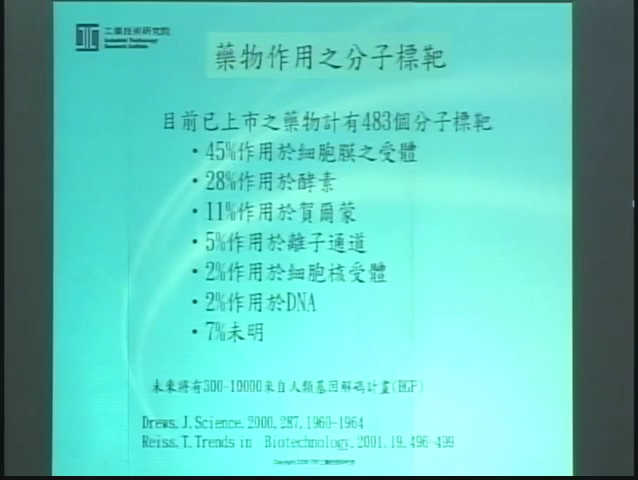 工業技術研究院
Industrial Technology
Research Institute
藥物作用之分子標靶
目前已上市之藥物計有483個分子標靶
・45%作用於細胞膜之受體
・28%作用於酵素
・11%作用於賀爾蒙
・5%作用於離子通道
・2%作用於細胞核受體
・2%作用於DNA
・7%未明
未來將有300-10000來自人類基因解碼計畫(HGP)
Drews,J.Science.2000,287,1960-1964
Reiss,T.Trends in Biotechnology,2001,19,496-499